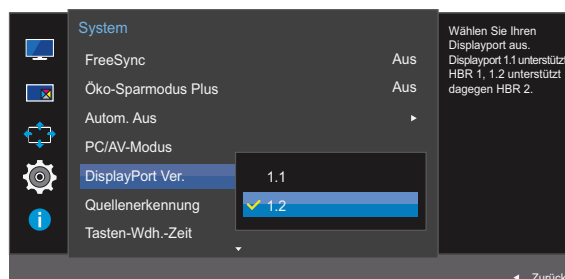 System
FreeSync Aus
Öko-Sparmodus Plus Aus
Autom. Aus
PC/AV-Modus
DisplayPort Ver.
1.1
1.2
Quellenerkennung
Tasten-Wdh.-Zeit
Wählen Sie Ihren
Displayport aus.
Displayport 1.1 unterstützt
HBR 1, 1.2 unterstützt
dagegen HBR 2.
Zurück